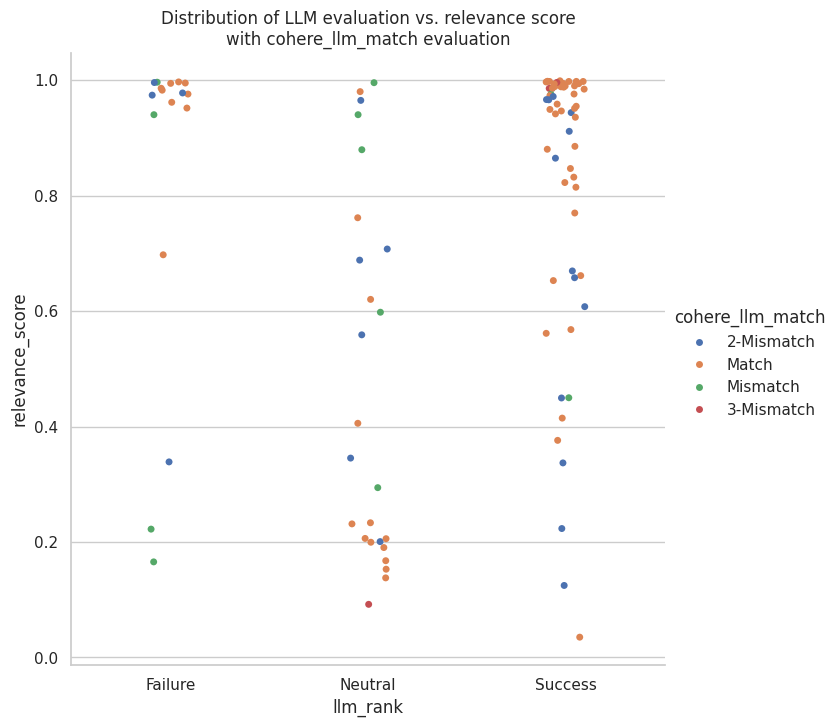 Distribution of LLM evaluation vs. relevance score
with cohere_llm_match evaluation
1.0
0.8
0.6
0.4
0.2
0.0
relevance_score
Failure
Neutral
Success
llm_rank
cohere_llm_match
2-Mismatch
Match
Mismatch
3-Mismatch